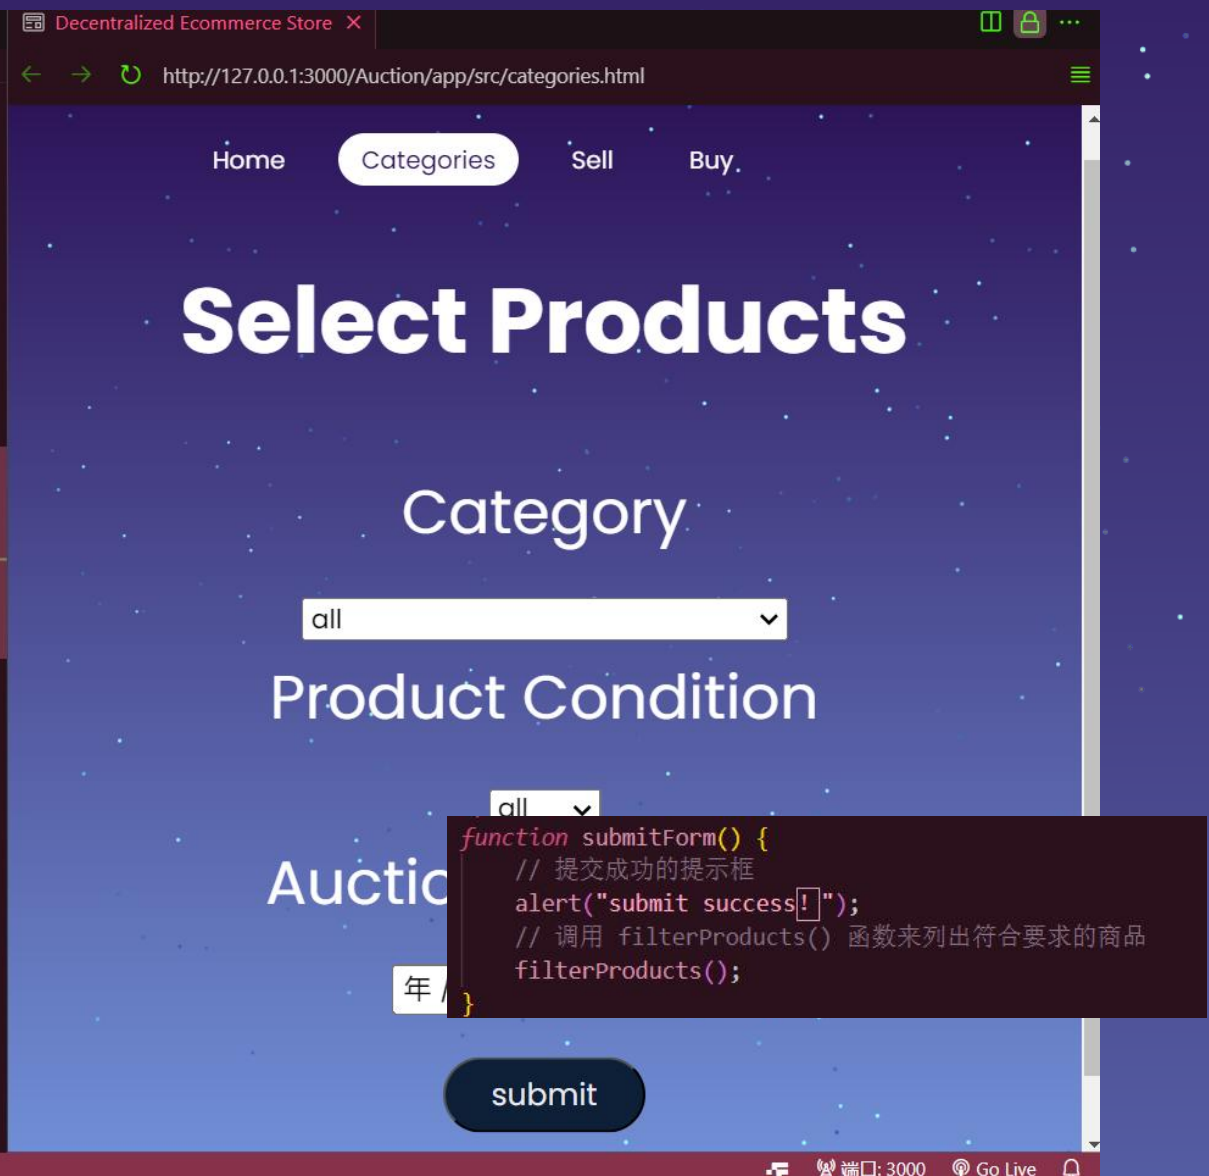 Decentralized Ecommerce Store
http://127.0.0.1:3000/Auction/app/src/categories.html
Home Categories Sell Buy
Select Products
Category
all
Product Condition
all
Auctio
年 /
function submitForm() {
// 提交成功的提示框
alert("submit success！");
// 调用 filterProducts() 函数来列出符合要求的商品
filterProducts();
}
submit
端口: 3000 Go Live